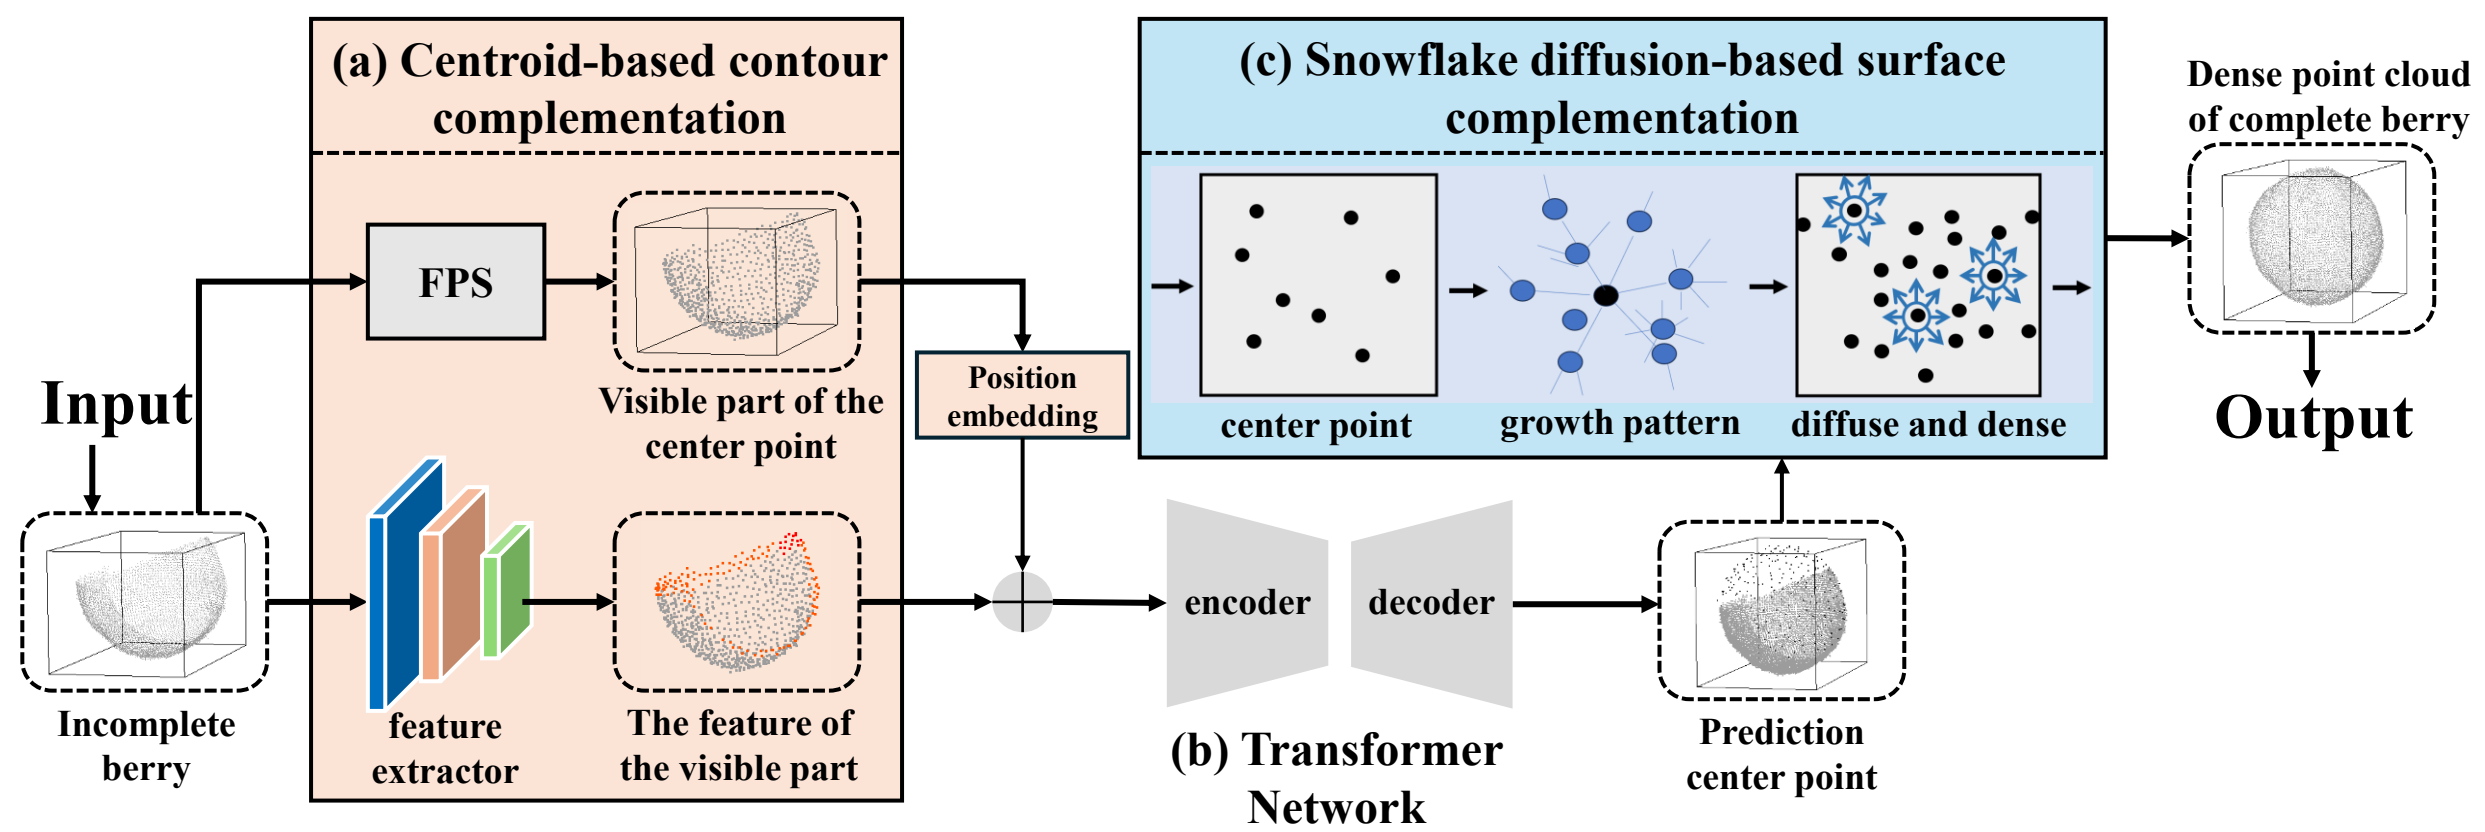 (a) Centroid-based contour
complementation
FPS
Visible part of the
center point
Input
Incomplete
berry
feature
extractor
The feature of
the visible part
Position
embedding
encoder
decoder
(b) Transformer
Network
Prediction
center point
(c) Snowflake diffusion-based surface
complementation
center point
growth pattern
diffuse and dense
Dense point cloud
of complete berry
Output